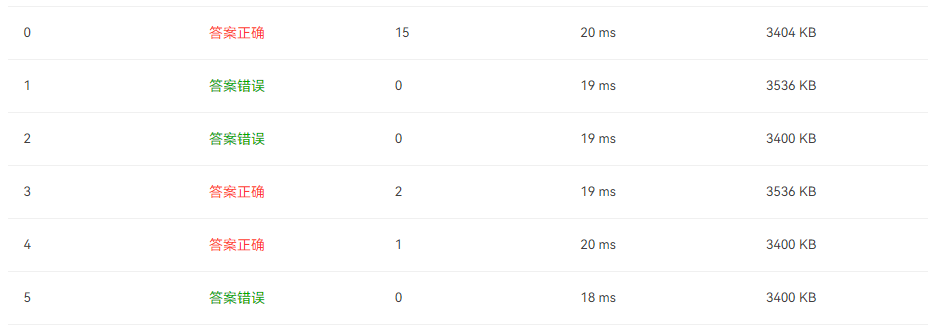 0 答案正确 15 20 ms 3404 KB
1 答案错误 0 19 ms 3536 KB
2 答案错误 0 19 ms 3400 KB
3 答案正确 2 19 ms 3536 KB
4 答案正确 1 20 ms 3400 KB
5 答案错误 0 18 ms 3400 KB